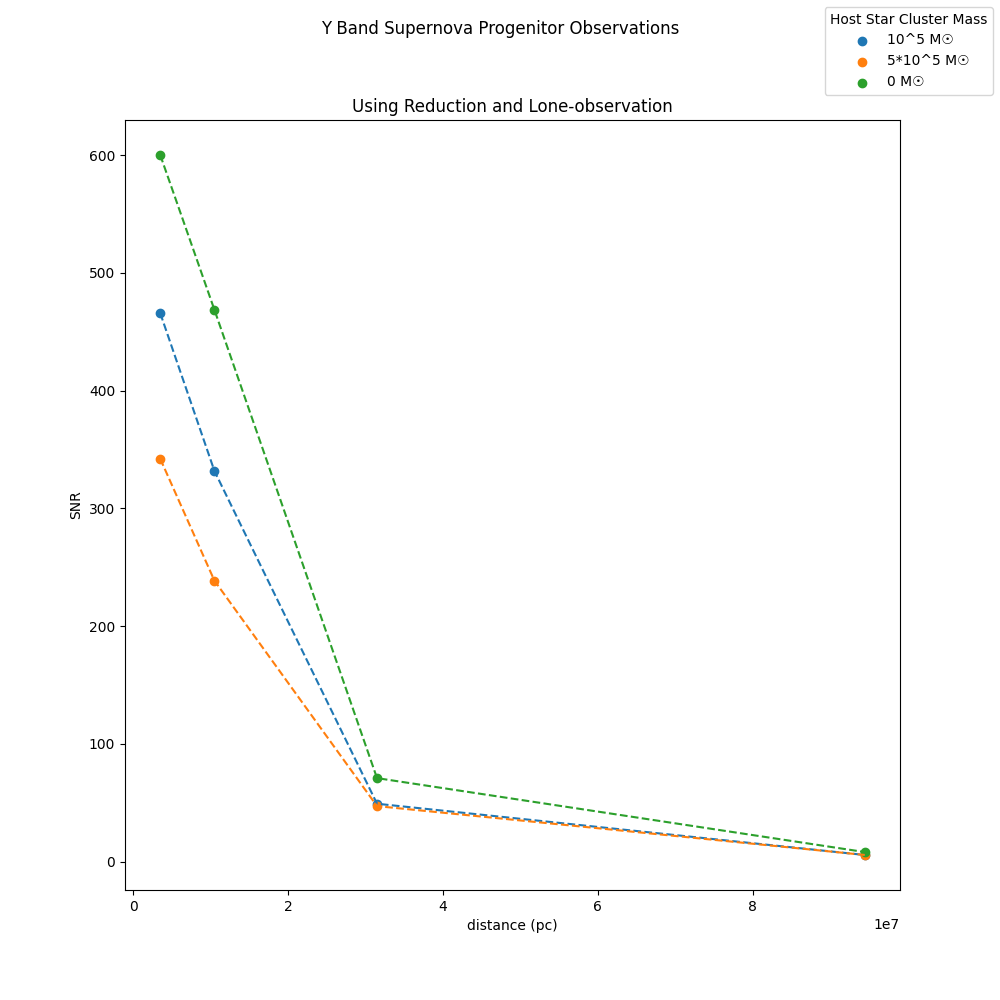 Y Band Supernova Progenitor Observations
Host Star Cluster Mass
10^5 M☉
5*10^5 M☉
0 M☉
Using Reduction and Lone-observation
600
500
400
300
200
100
0
SNR
0 2 4 6 8
1e7
distance (pc)